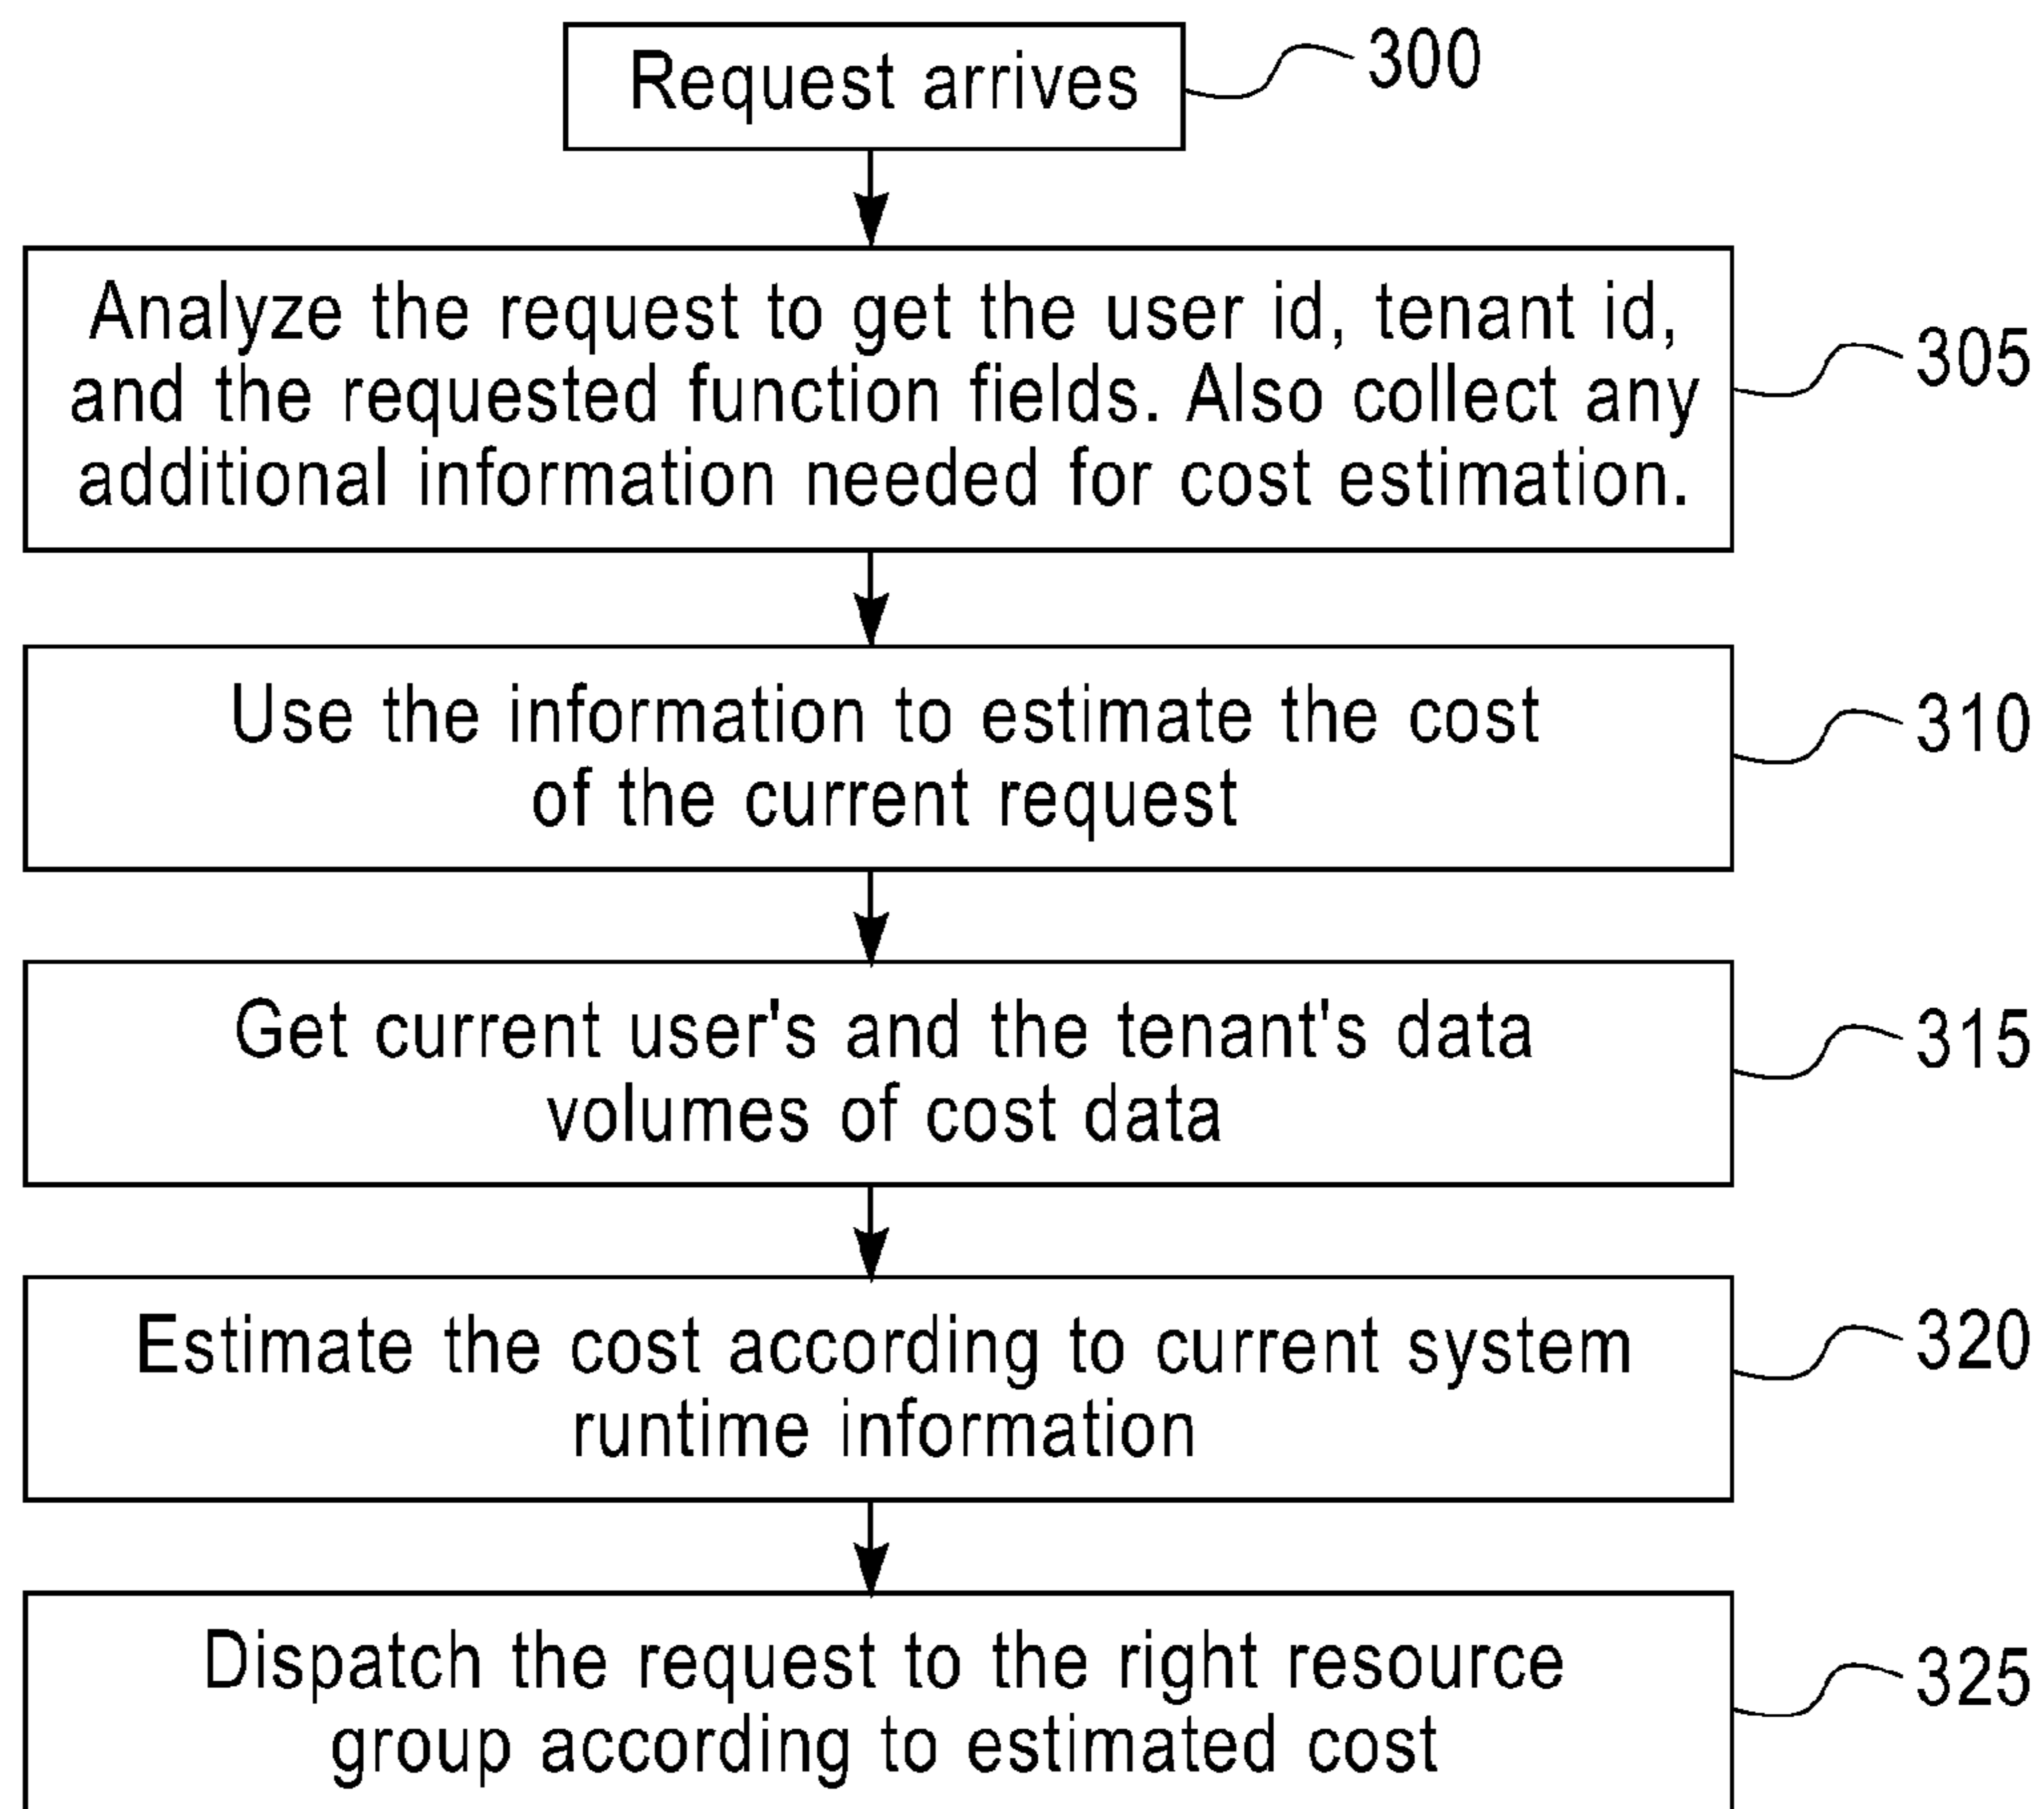 Request arrives
300
Analyze the request to get the user id, tenant id,
and the requested function fields. Also collect any
additional information needed for cost estimation.
305
Use the information to estimate the cost
of the current request
310
Get current user's and the tenant's data
volumes of cost data
315
Estimate the cost according to current system
runtime information
320
Dispatch the request to the right resource
group according to estimated cost
325